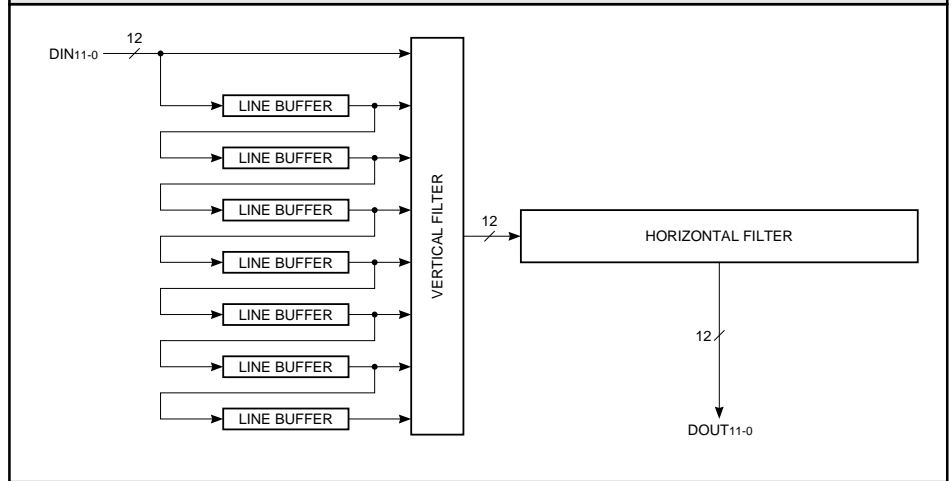 12
DIN11-0
LINE BUFFER
LINE BUFFER
LINE BUFFER
LINE BUFFER
LINE BUFFER
LINE BUFFER
LINE BUFFER
VERTICAL FILTER
12
HORIZONTAL FILTER
12
DOUT11-0